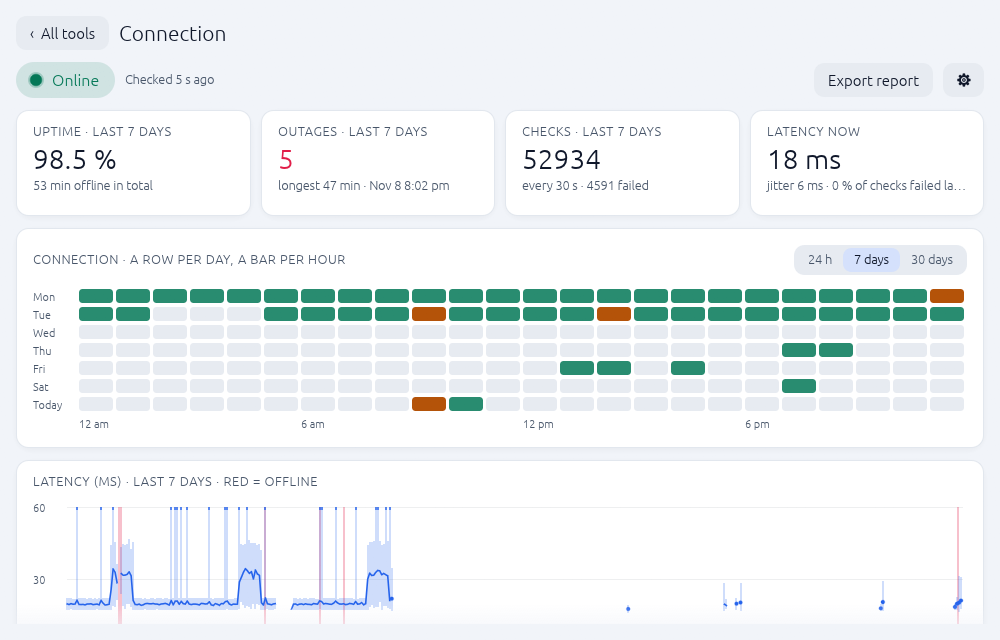 ‹ All tools Connection
Online Checked 5 s ago Export report
UPTIME · LAST 7 DAYS
98.5 %
53 min offline in total
OUTAGES · LAST 7 DAYS
5
longest 47 min · Nov 8 8:02 pm
CHECKS · LAST 7 DAYS
52934
every 30 s · 4591 failed
LATENCY NOW
18 ms
jitter 6 ms · 0 % of checks failed la…
CONNECTION · A ROW PER DAY, A BAR PER HOUR
24 h 7 days 30 days
Mon
Tue
Wed
Thu
Fri
Sat
Today
12 am 6 am 12 pm 6 pm
LATENCY (MS) · LAST 7 DAYS · RED = OFFLINE
60
30